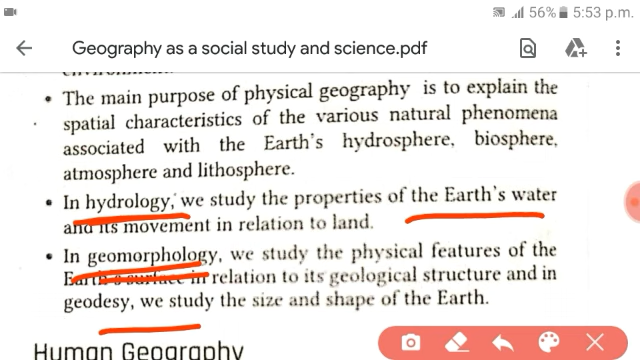 56% 5:53 p.m.
Geography as a social study and science.pdf
• The main purpose of physical geography is to explain the
spatial characteristics of the various natural phenomena
associated with the Earth's hydrosphere, biosphere,
atmosphere and lithosphere.
• In hydrology, we study the properties of the Earth's water
and its movement in relation to land.
• In geomorphology, we study the physical features of the
Earth's surface in relation to its geological structure and in
geodesy, we study the size and shape of the Earth.
Human Geography